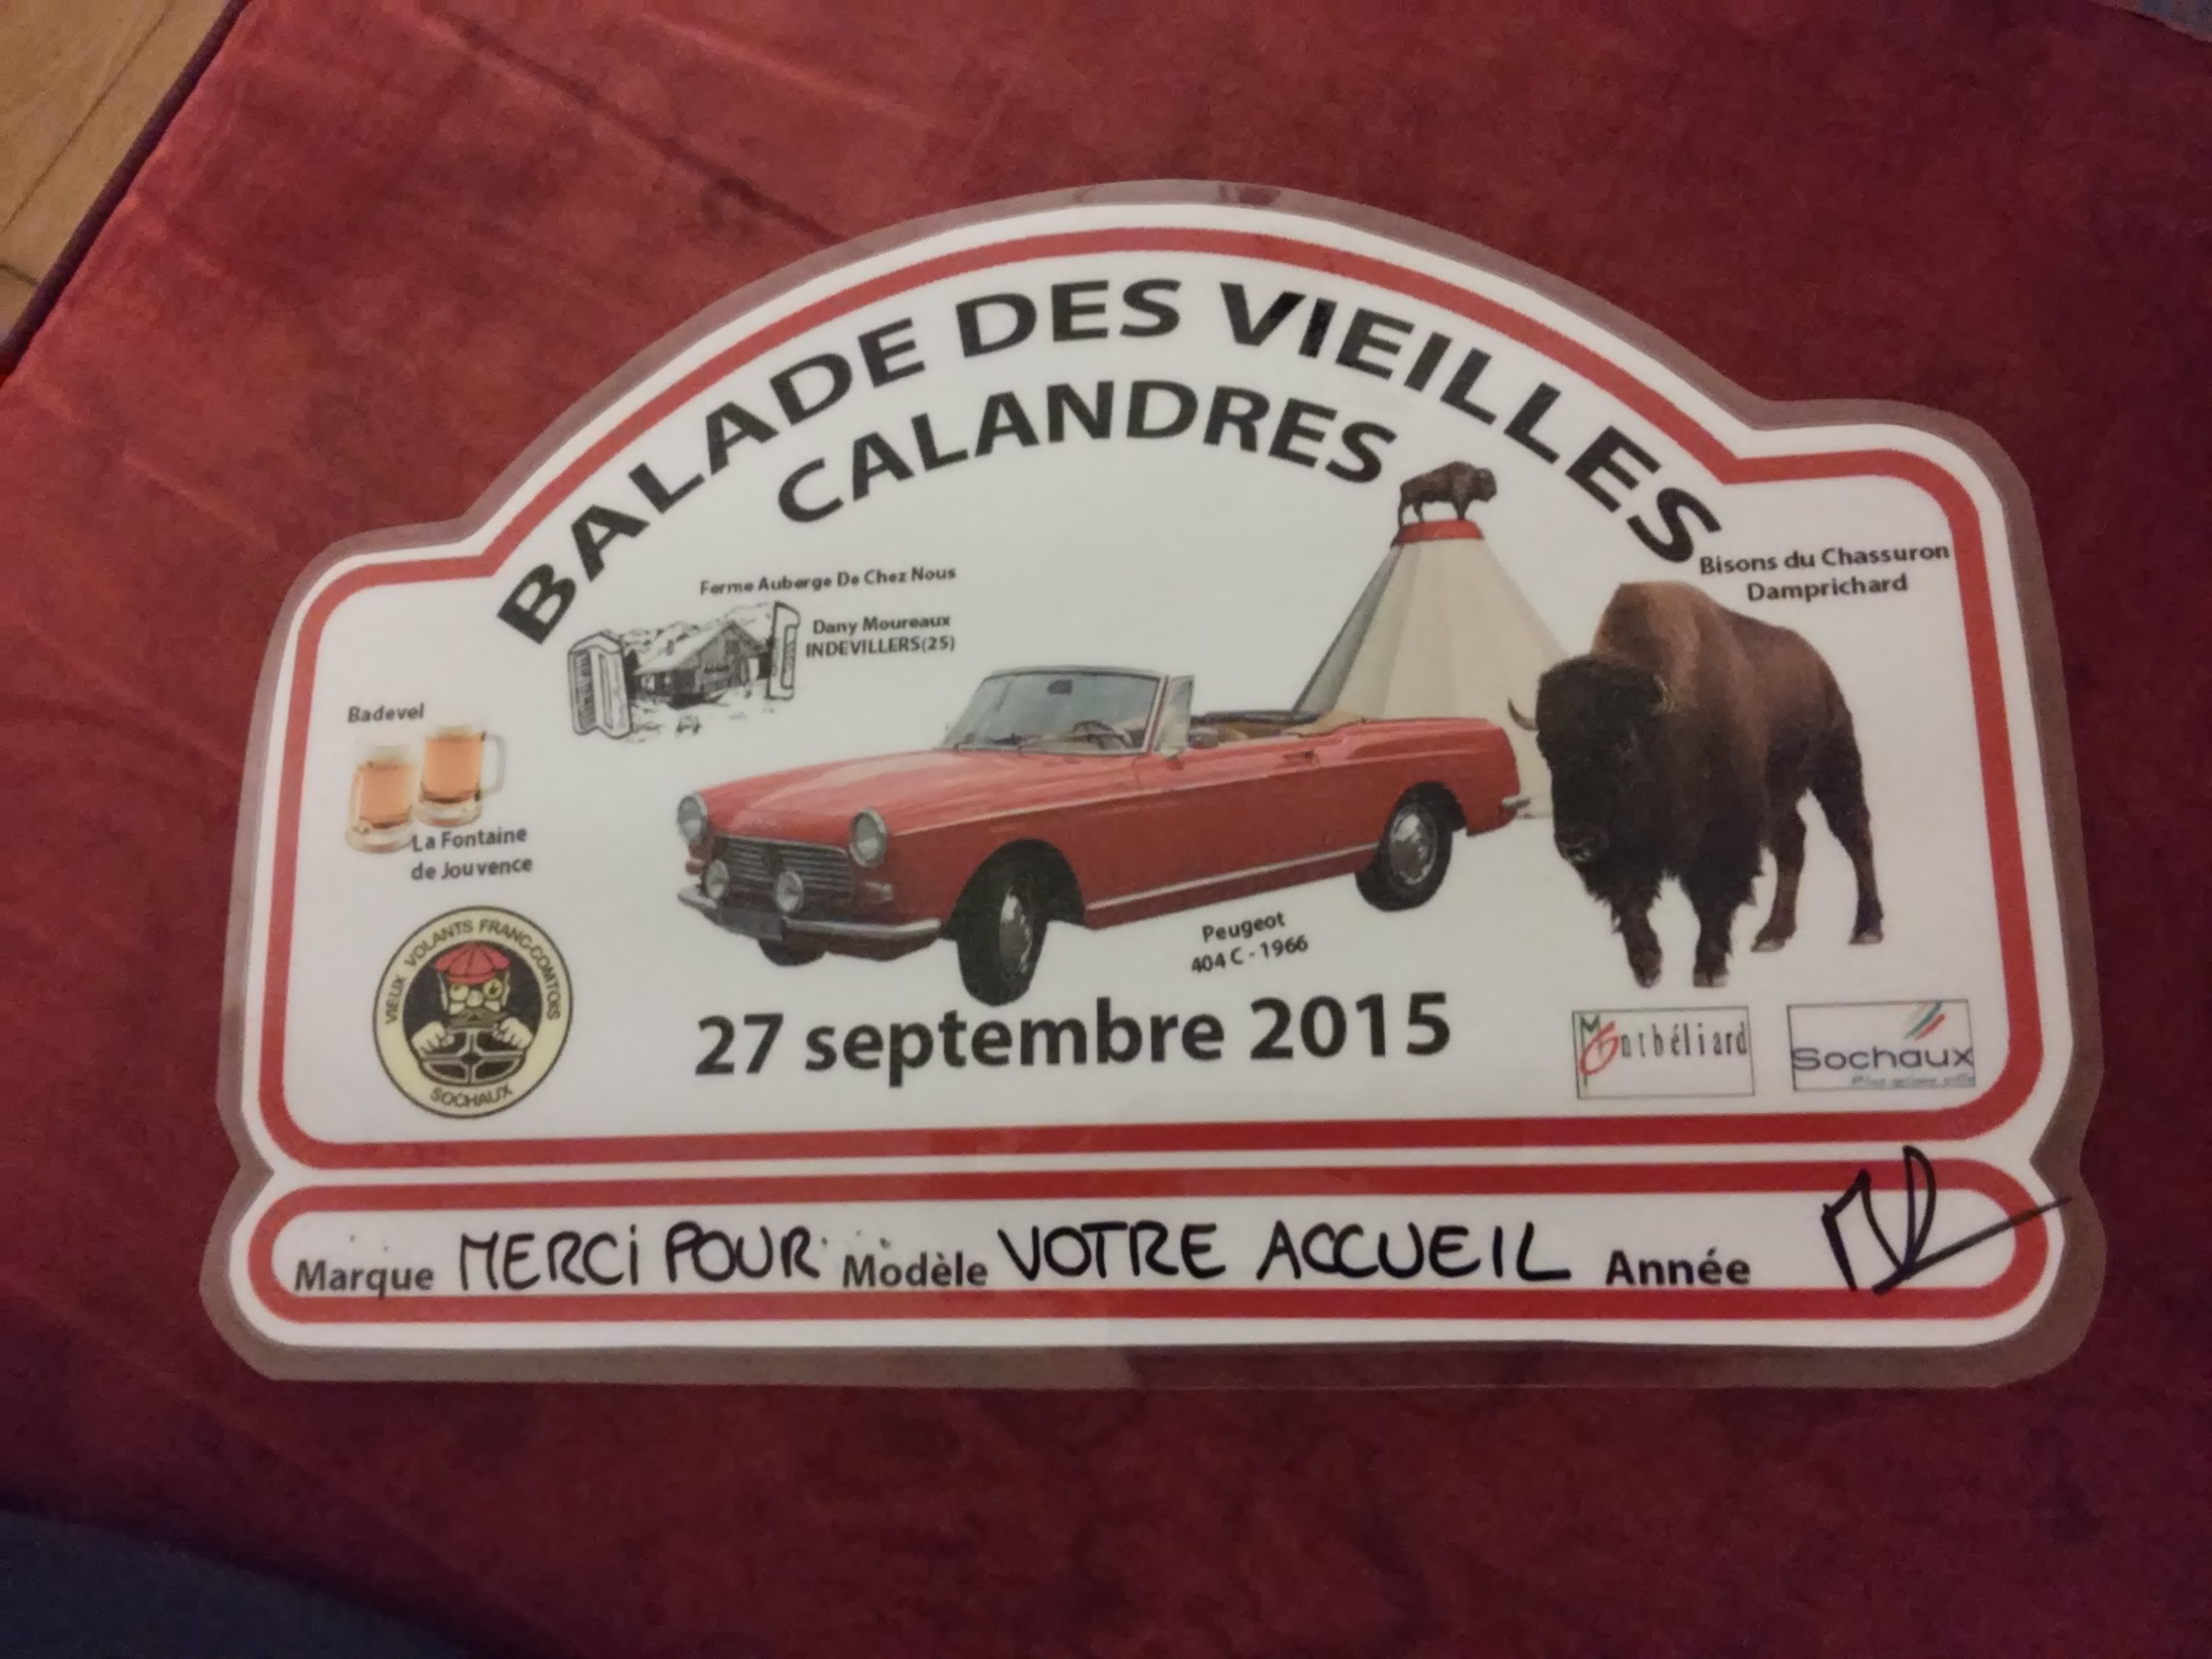 BALADE DES VIEILLES
CALANDRES
Ferme Auberge De Chez Nous
Dany Moureaux
INDEVILLERS(25)
Bisons du Chassuron
Damprichard
Badevel
La Fontaine
de Jouvence
Peugeot
404 C - 1966
VIEUX VOLANTS FRANC-COMTOIS
SOCHAUX
27 septembre 2015
Montbéliard
Sochaux
Marque MERCi POUR Modèle VOTRE ACCUEIL Année